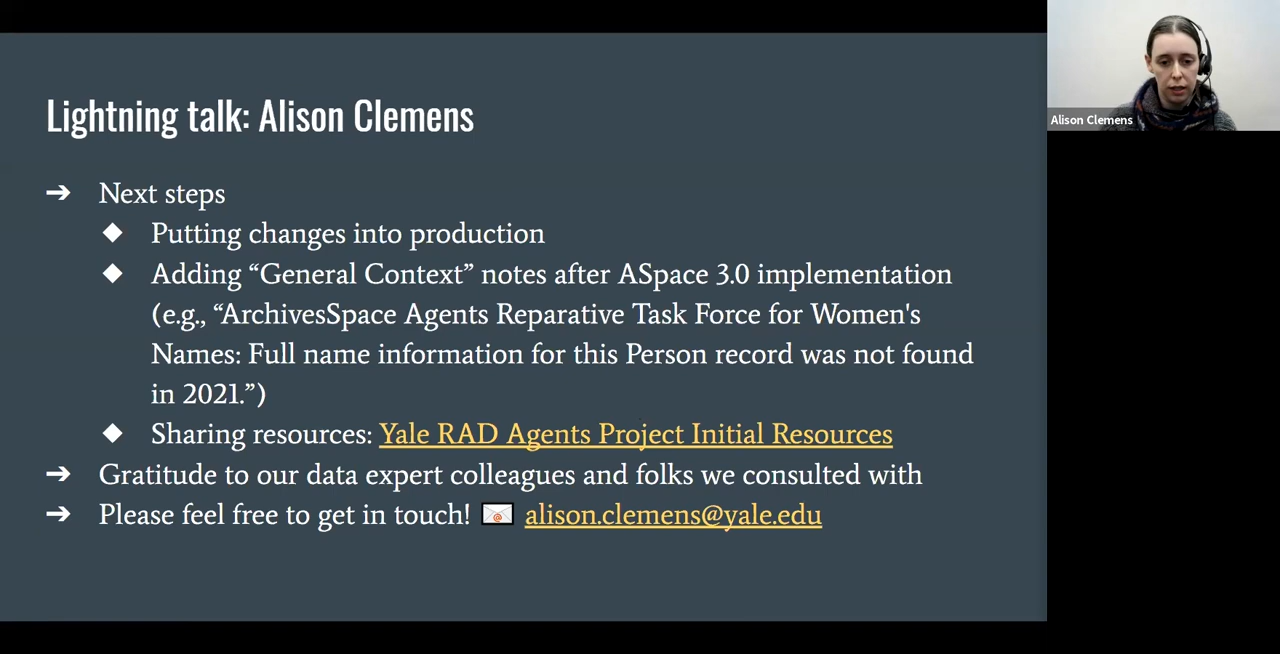 Lightning talk: Alison Clemens
➔ Next steps
◆ Putting changes into production
◆ Adding “General Context” notes after ASpace 3.0 implementation
(e.g., “ArchivesSpace Agents Reparative Task Force for Women's
Names: Full name information for this Person record was not found
in 2021.”)
◆ Sharing resources: Yale RAD Agents Project Initial Resources
➔ Gratitude to our data expert colleagues and folks we consulted with
➔ Please feel free to get in touch! 📧 alison.clemens@yale.edu
Alison Clemens